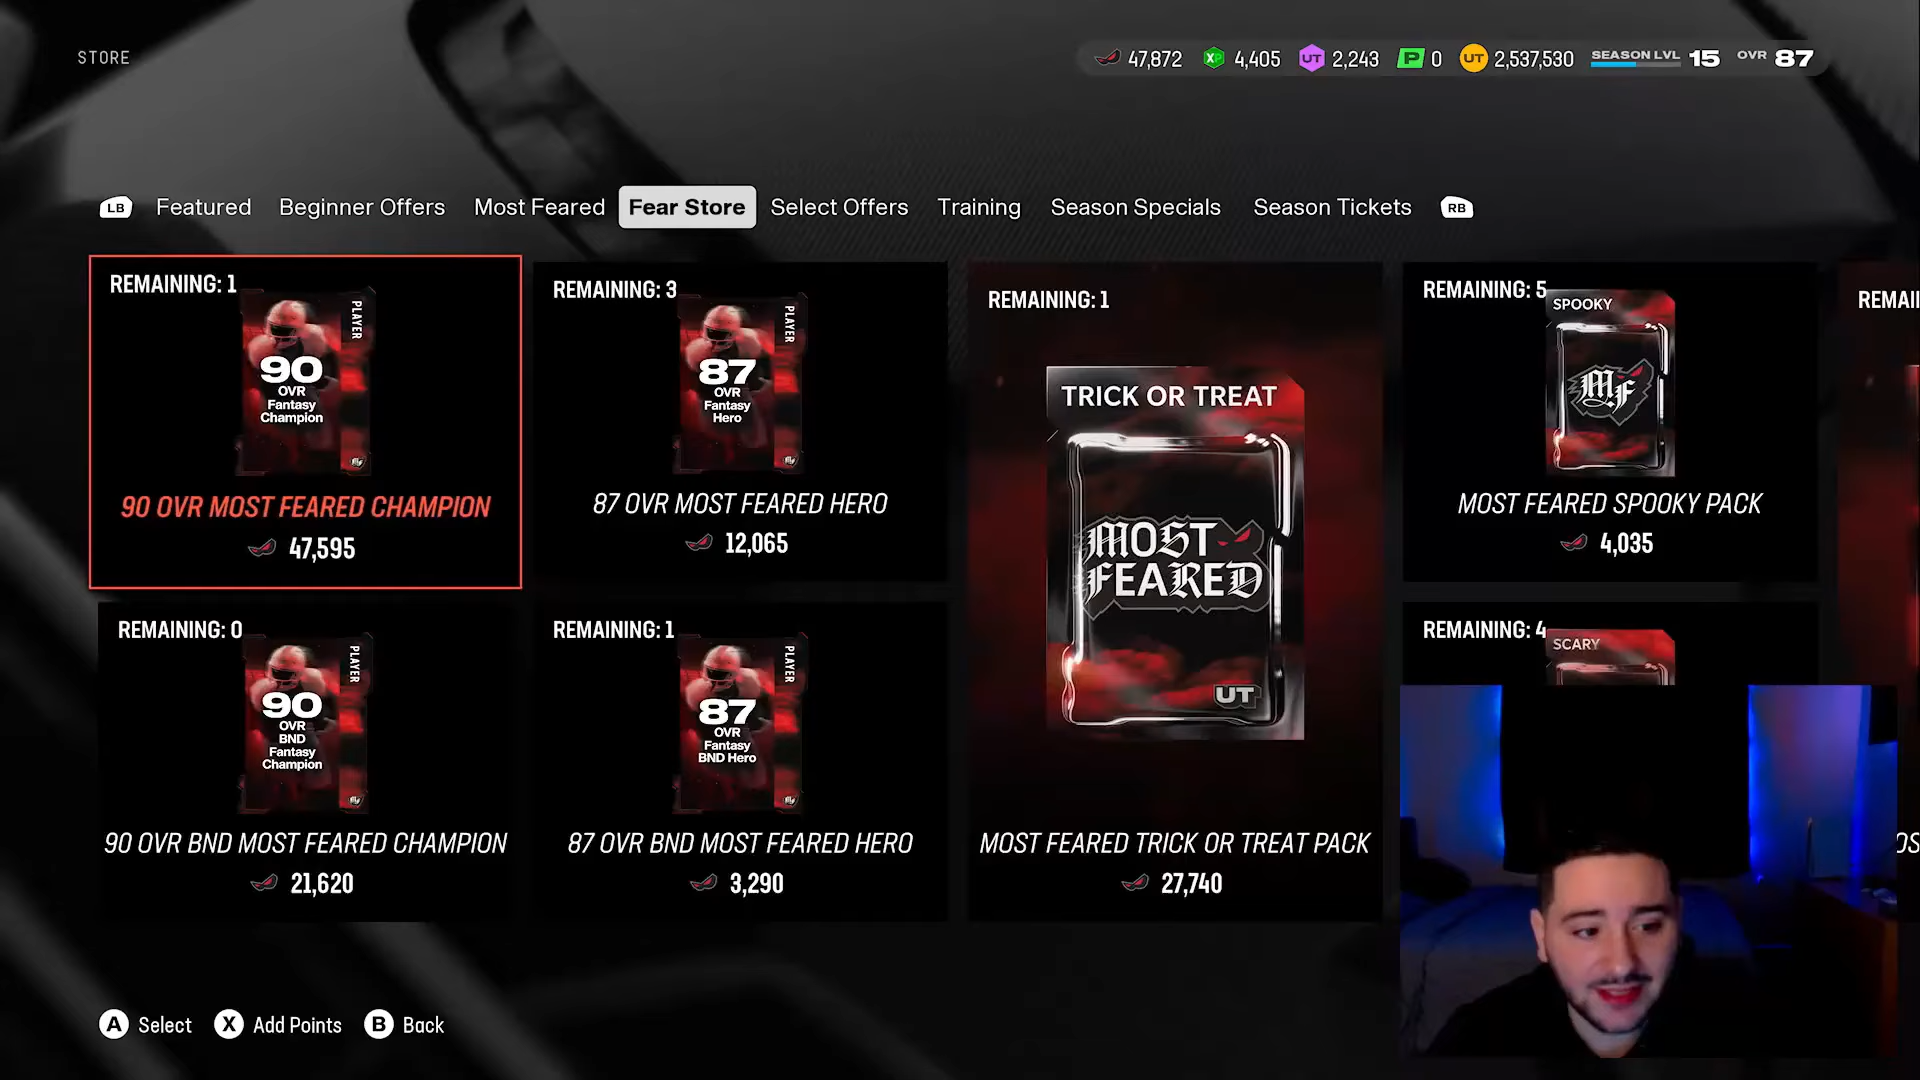 STORE
47,872 XP 4,405 UT 2,243 P 0 UT 2,537,530 SEASON LVL 15 OVR 87
LB Featured Beginner Offers Most Feared Fear Store Select Offers Training Season Specials Season Tickets RB
REMAINING: 1
PLAYER
90
OVR
Fantasy
Champion
90 OVR MOST FEARED CHAMPION
47,595
REMAINING: 3
PLAYER
87
OVR
Fantasy
Hero
87 OVR MOST FEARED HERO
12,065
REMAINING: 1
TRICK OR TREAT
MOST
FEARED
UT
MOST FEARED TRICK OR TREAT PACK
27,740
REMAINING: 5
SPOOKY
MF
MOST FEARED SPOOKY PACK
4,035
REMAI
REMAINING: 0
PLAYER
90
OVR
BND
Fantasy
Champion
90 OVR BND MOST FEARED CHAMPION
21,620
REMAINING: 1
PLAYER
87
OVR
Fantasy
BND Hero
87 OVR BND MOST FEARED HERO
3,290
REMAINING: 4
SCARY
OS
A Select X Add Points B Back